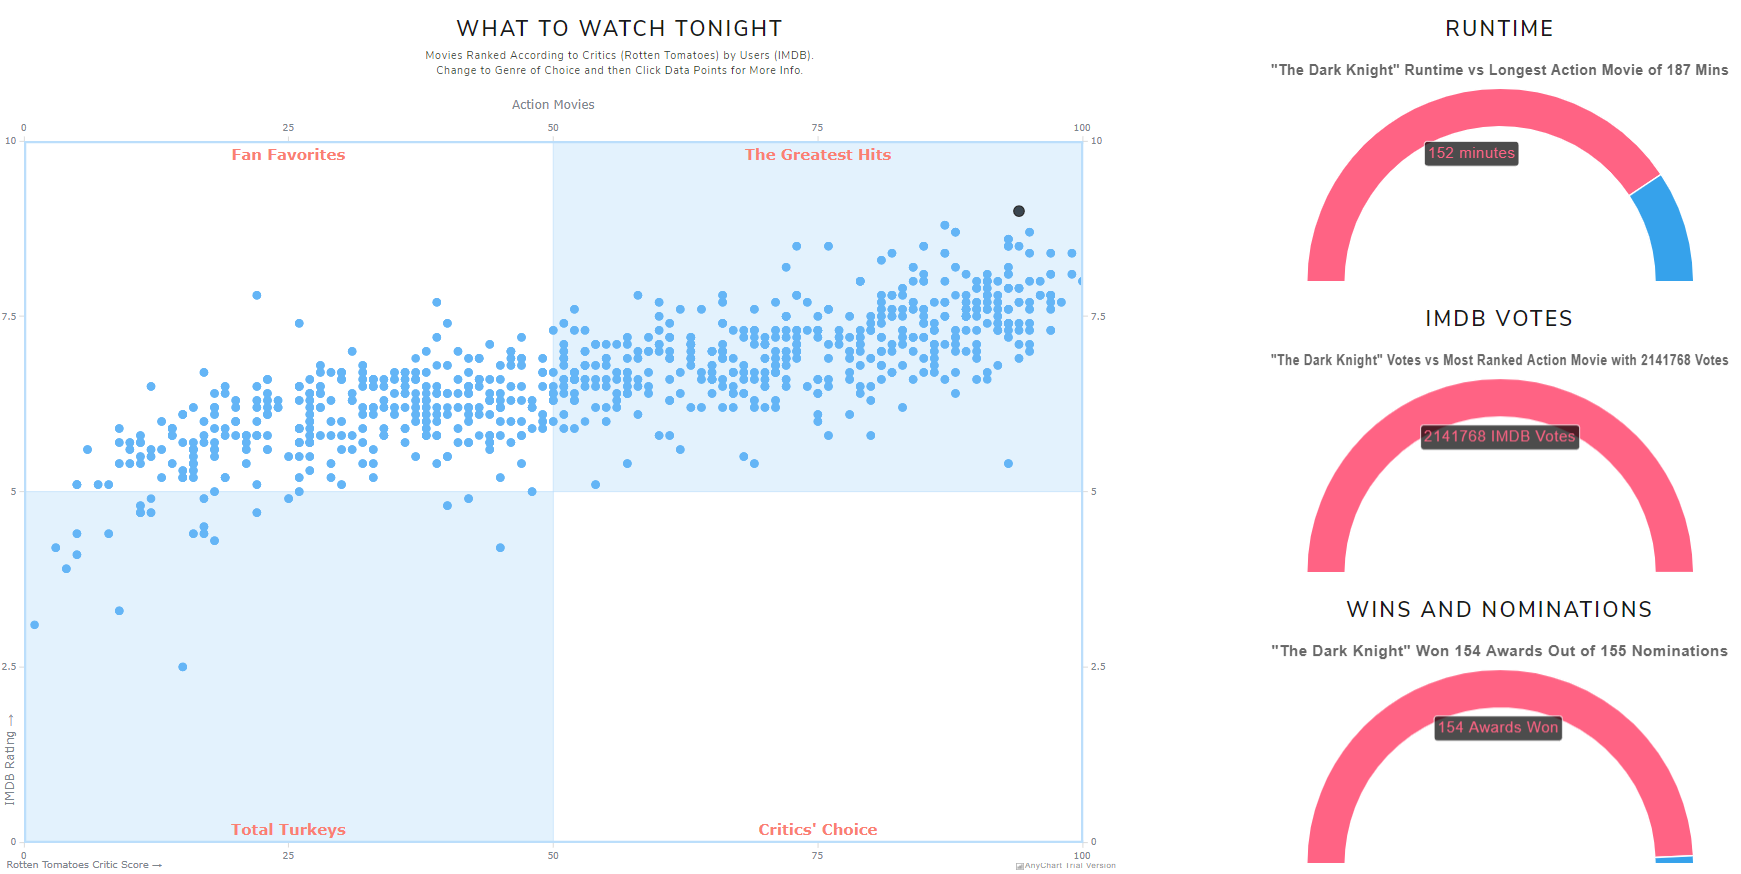 WHAT TO WATCH TONIGHT
Movies Ranked According to Critics (Rotten Tomatoes) by Users (IMDB).
Change to Genre of Choice and then Click Data Points for More Info.
Action Movies
0 25 50 75 100
10 10
Fan Favorites The Greatest Hits
7.5 7.5
5 5
2.5 2.5
IMDB Rating →
Total Turkeys Critics' Choice
0 0
0 25 50 75 100
Rotten Tomatoes Critic Score →
AnyChart Trial Version
RUNTIME
"The Dark Knight" Runtime vs Longest Action Movie of 187 Mins
152 minutes
IMDB VOTES
"The Dark Knight" Votes vs Most Ranked Action Movie with 2141768 Votes
2141768 IMDB Votes
WINS AND NOMINATIONS
"The Dark Knight" Won 154 Awards Out of 155 Nominations
154 Awards Won